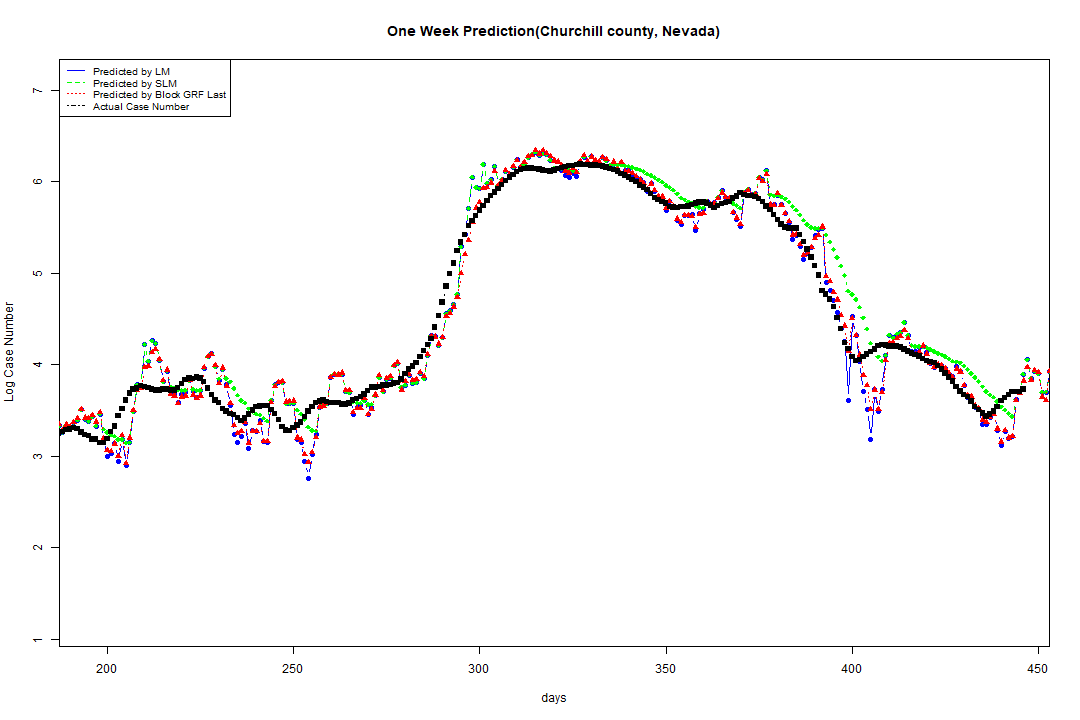 One Week Prediction(Churchill county, Nevada)
Predicted by LM
Predicted by SLM
Predicted by Block GRF Last
Actual Case Number
7
6
5
4
3
2
1
Log Case Number
200 250 300 350 400 450
days